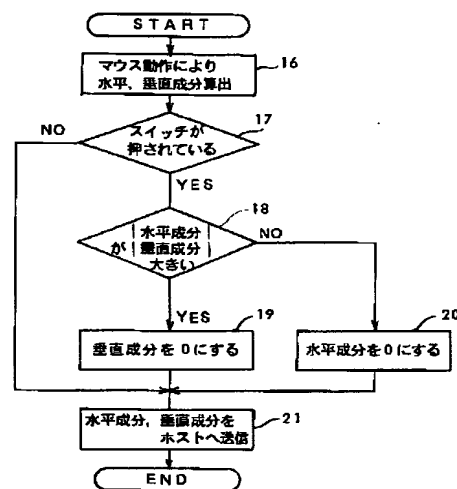 START
マウス動作により
水平、垂直成分算出
16
スイッチが
押されている
17
NO
YES
|水平成分|
が|垂直成分|
大きい
18
NO
YES
垂直成分を0にする
19
水平成分を0にする
20
水平成分,垂直成分を
ホストへ送信
21
END